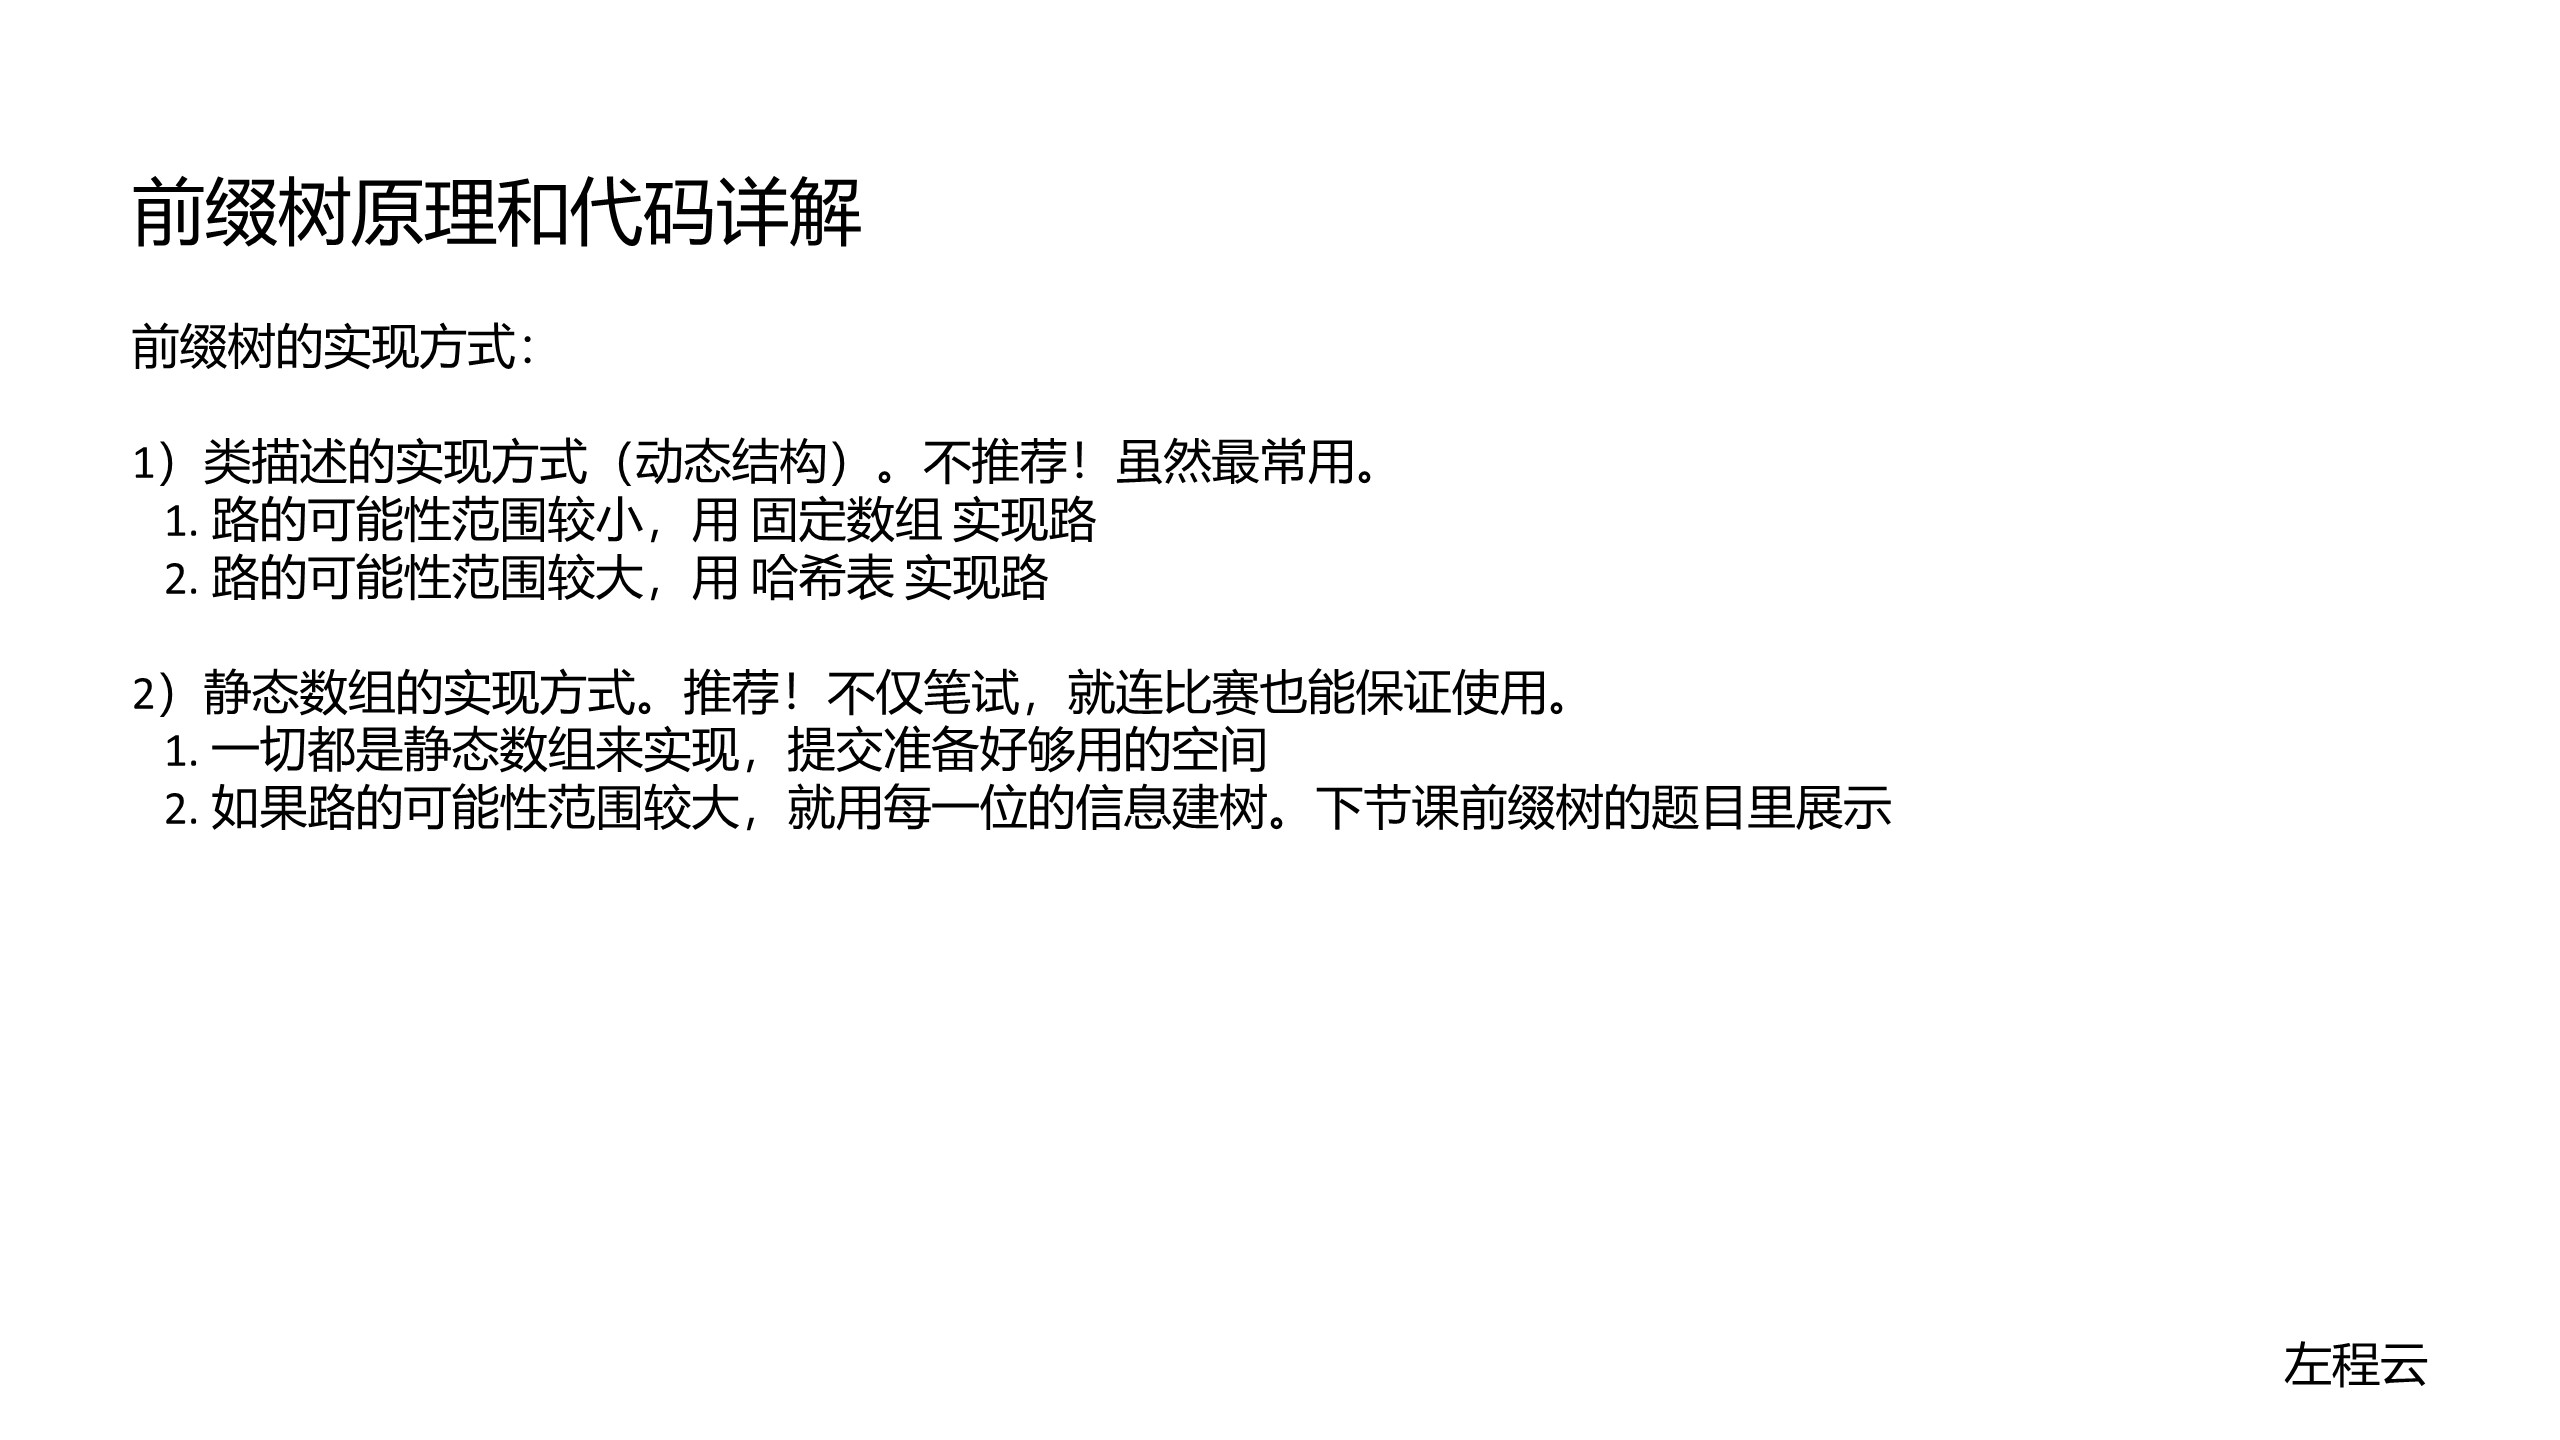 前缀树原理和代码详解
前缀树的实现方式：
1）类描述的实现方式（动态结构）。不推荐！虽然最常用。
1. 路的可能性范围较小，用 固定数组 实现路
2. 路的可能性范围较大，用 哈希表 实现路
2）静态数组的实现方式。推荐！不仅笔试，就连比赛也能保证使用。
1. 一切都是静态数组来实现，提交准备好够用的空间
2. 如果路的可能性范围较大，就用每一位的信息建树。下节课前缀树的题目里展示
左程云